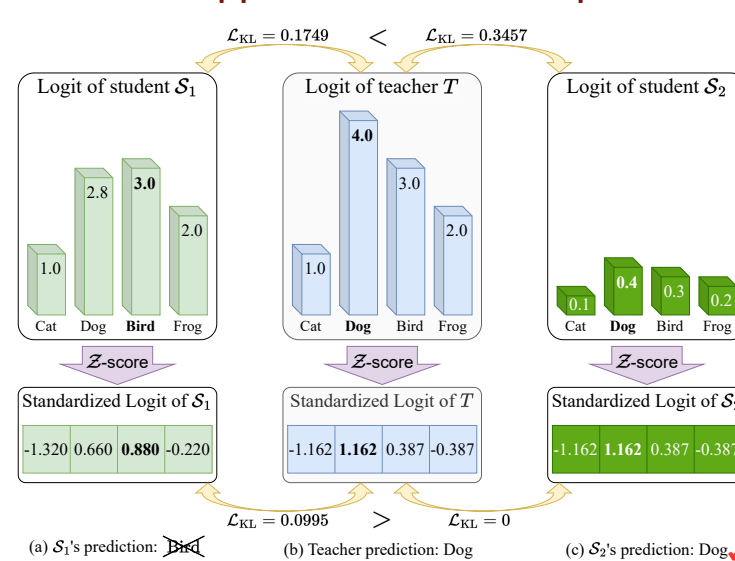 𝓛KL = 0.1749 < 𝓛KL = 0.3457
Logit of student 𝒮1
Logit of teacher T
Logit of student 𝒮2
1.0 2.8 3.0 2.0
Cat Dog Bird Frog
1.0 4.0 3.0 2.0
Cat Dog Bird Frog
0.1 0.4 0.3 0.2
Cat Dog Bird Frog
𝒵-score
𝒵-score
𝒵-score
Standardized Logit of 𝒮1
-1.320 0.660 0.880 -0.220
Standardized Logit of T
-1.162 1.162 0.387 -0.387
Standardized Logit of 𝒮2
-1.162 1.162 0.387 -0.387
𝓛KL = 0.0995 > 𝓛KL = 0
(a) 𝒮1's prediction: Bird
(b) Teacher prediction: Dog
(c) 𝒮2's prediction: Dog